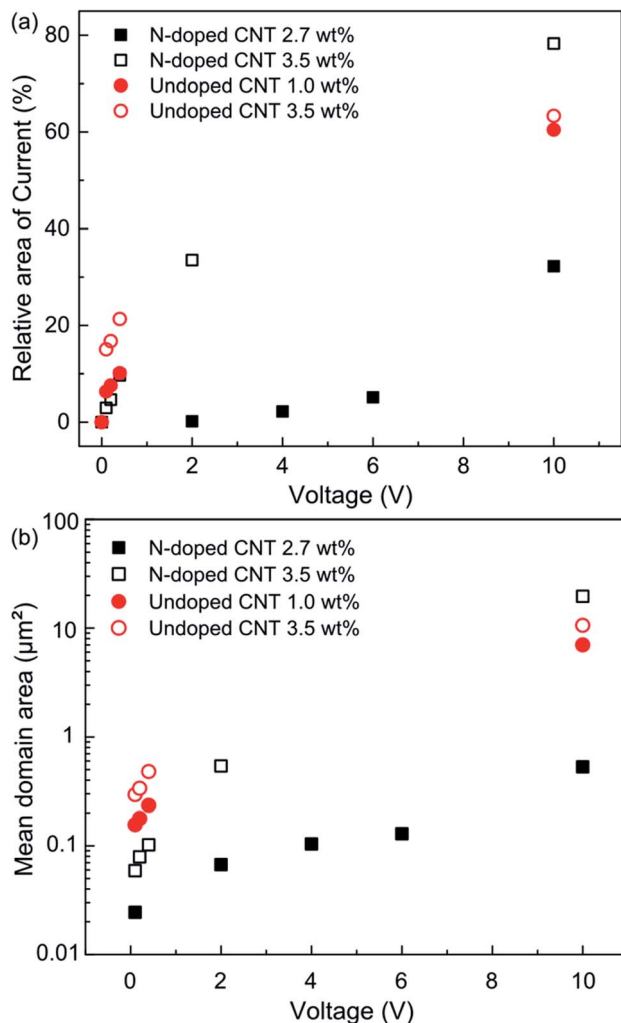 (a)
80
60
40
20
0
Relative area of Current (%)
N-doped CNT 2.7 wt%
N-doped CNT 3.5 wt%
Undoped CNT 1.0 wt%
Undoped CNT 3.5 wt%
0 2 4 6 8 10
Voltage (V)
(b)
100
10
1
0.1
0.01
Mean domain area (µm²)
N-doped CNT 2.7 wt%
N-doped CNT 3.5 wt%
Undoped CNT 1.0 wt%
Undoped CNT 3.5 wt%
0 2 4 6 8 10
Voltage (V)